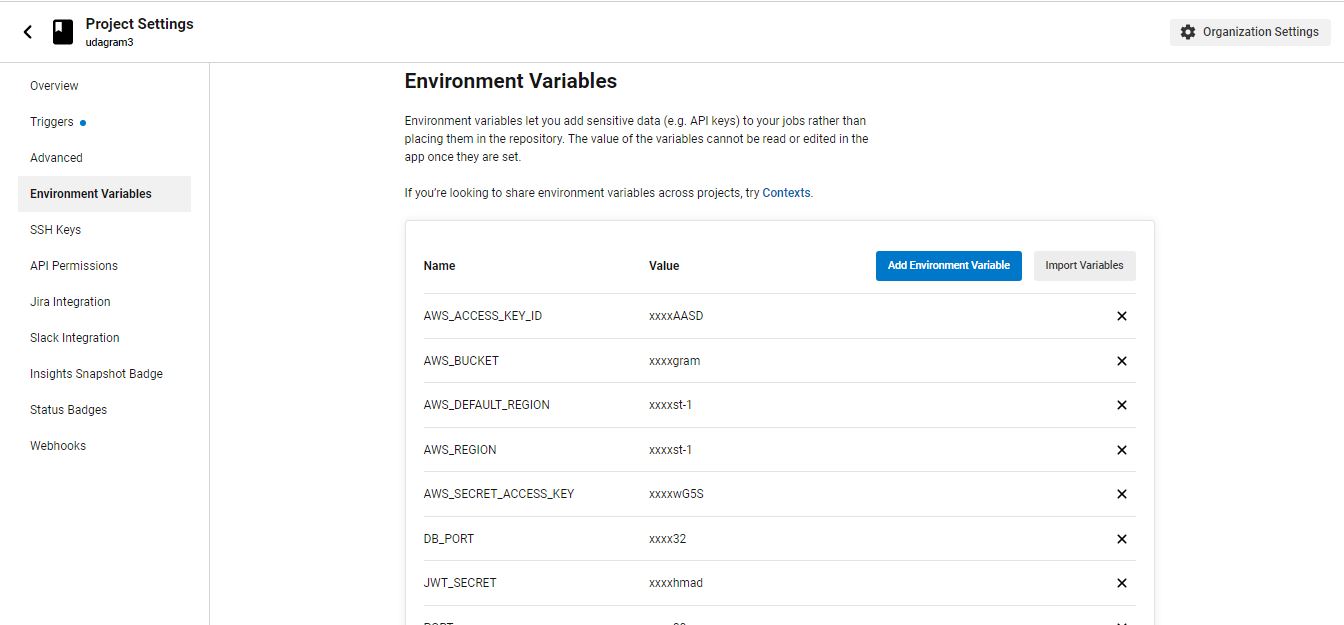 Project Settings
udagram3
Organization Settings
Overview
Triggers
Advanced
Environment Variables
SSH Keys
API Permissions
Jira Integration
Slack Integration
Insights Snapshot Badge
Status Badges
Webhooks
Environment Variables
Environment variables let you add sensitive data (e.g. API keys) to your jobs rather than
placing them in the repository. The value of the variables cannot be read or edited in the
app once they are set.
If you're looking to share environment variables across projects, try Contexts.
Name Value Add Environment Variable Import Variables
AWS_ACCESS_KEY_ID xxxxAASD
AWS_BUCKET xxxxgram
AWS_DEFAULT_REGION xxxxst-1
AWS_REGION xxxxst-1
AWS_SECRET_ACCESS_KEY xxxxwG5S
DB_PORT xxxx32
JWT_SECRET xxxxhmad